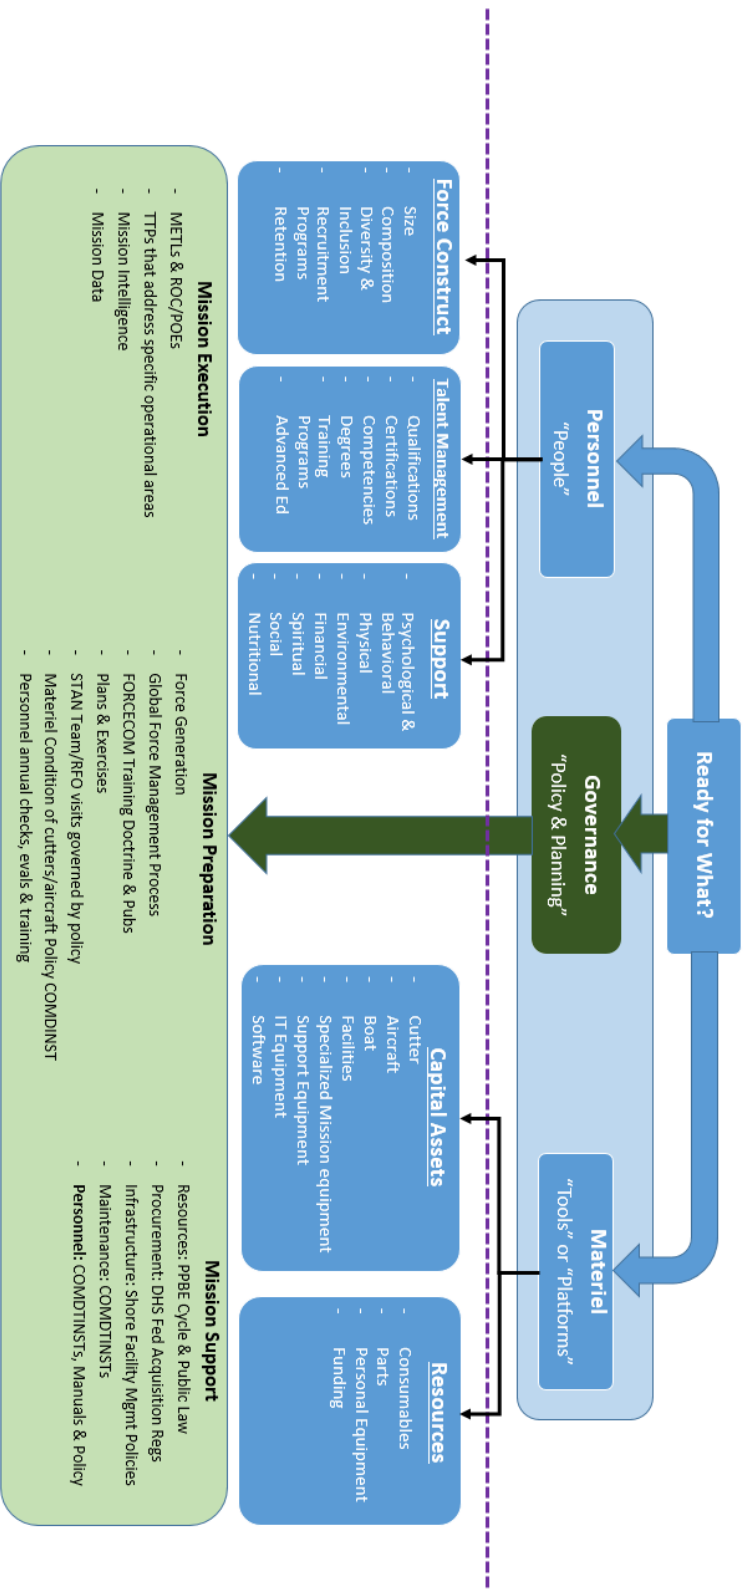 Ready for What?
Personnel
“People”
Governance
“Policy & Planning”
Materiel
“Tools” or “Platforms”
Force Construct
- Size
- Composition
- Diversity &
Inclusion
- Recruitment
Programs
- Retention
Talent Management
- Qualifications
- Certifications
- Competencies
- Degrees
- Training
Programs
- Advanced Ed
Support
- Psychological &
Behavioral
- Physical
- Environmental
- Financial
- Spiritual
- Social
- Nutritional
Capital Assets
- Cutter
- Aircraft
- Boat
- Facilities
- Specialized Mission equipment
- Support Equipment
- IT Equipment
- Software
Resources
- Consumables
- Parts
- Personal Equipment
- Funding
Mission Execution
- METLs & ROC/POEs
- TTPs that address specific operational areas
- Mission Intelligence
- Mission Data
Mission Preparation
- Force Generation
- Global Force Management Process
- FORCECOM Training Doctrine & Pubs
- Plans & Exercises
- STAN Team/RFO visits governed by policy
- Materiel Condition of cutters/aircraft Policy COMDINST
- Personnel annual checks, evals & training
Mission Support
- Resources: PPBE Cycle & Public Law
- Procurement: DHS Fed Acquisition Regs
- Infrastructure: Shore Facility Mgmt Policies
- Maintenance: COMDTINSTs
- Personnel: COMDTINSTs, Manuals & Policy